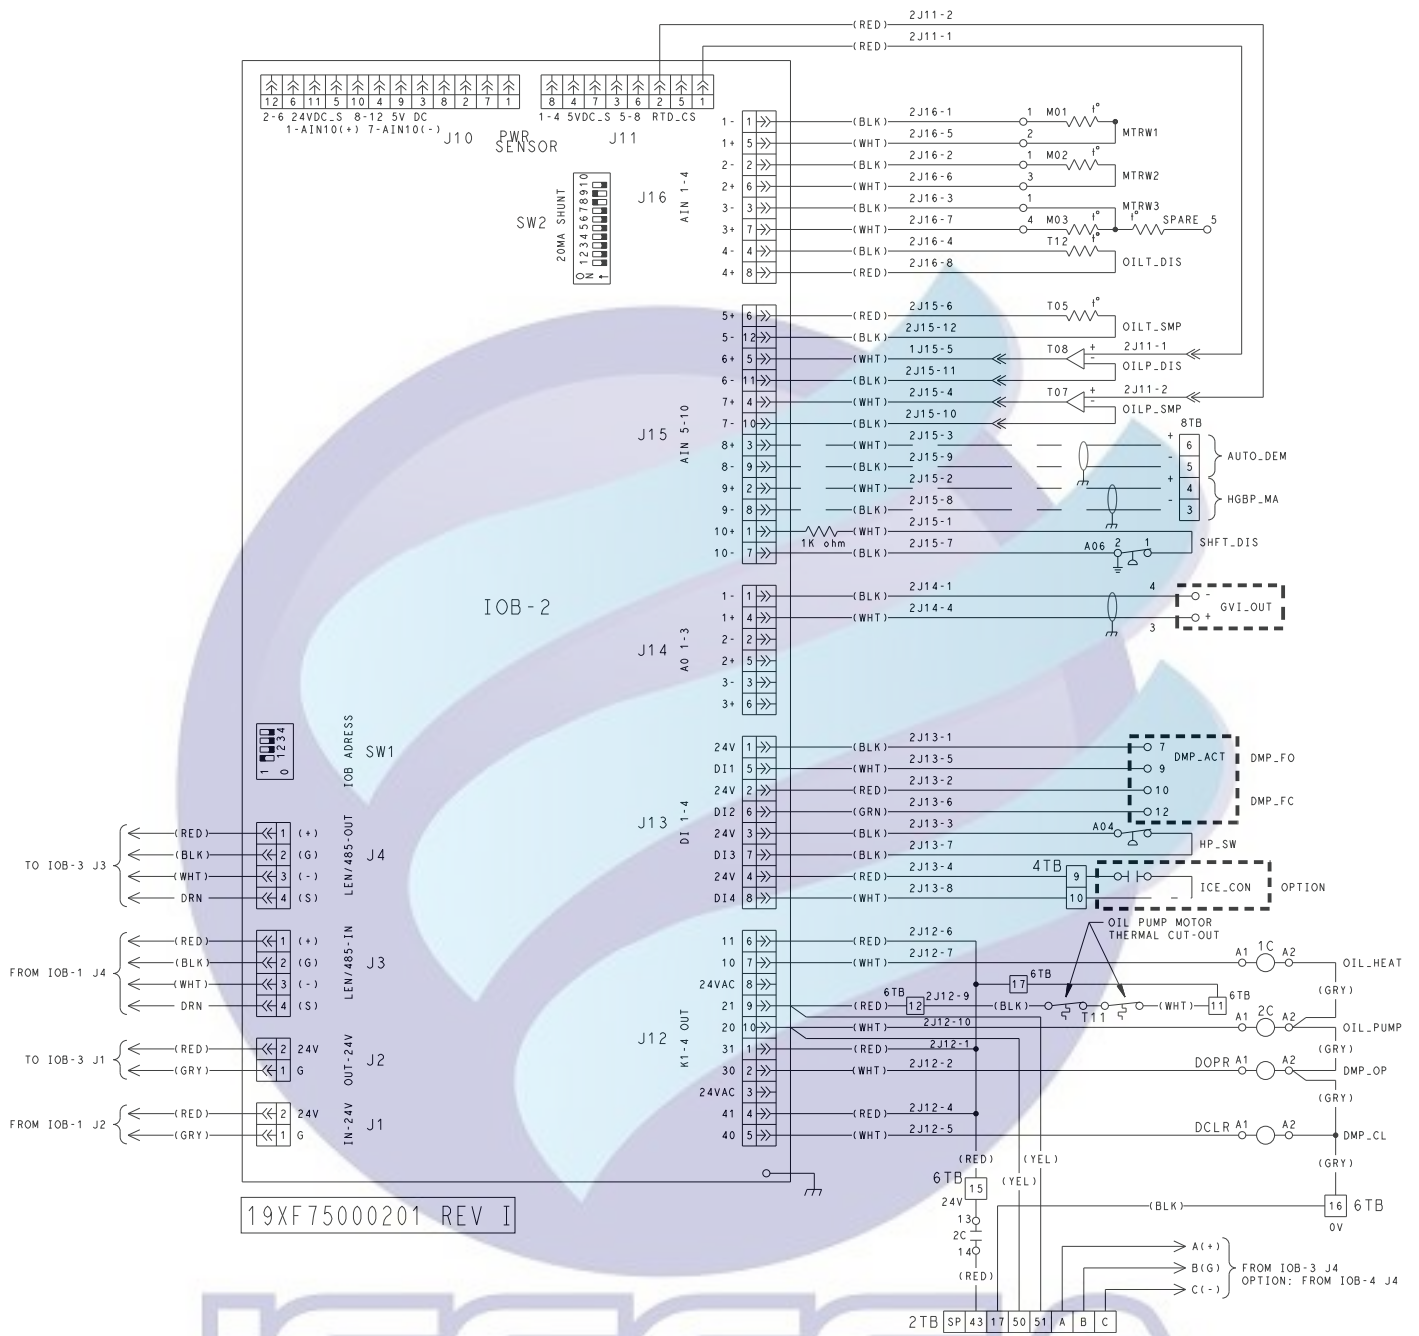 2J11-2
(RED)
2J11-1
(RED)
12 6 11 5 10 4 9 3 8 2 7 1
8 4 7 3 6 2 5 1
2-6 24VDC_S 8-12 5V DC
1-AIN10(+) 7-AIN10(-)
1-4 5VDC_S 5-8 RTD_CS
J10 PWR SENSOR J11
SW2
20MA SHUNT
ON
1 2 3 4 5 6 7 8 9 10
J16
AIN 1-4
1- 1 (BLK) 2J16-1 1 M01 t°
1+ 5 (WHT) 2J16-5 2 MTRW1
2- 2 (BLK) 2J16-2 1 M02 t°
2+ 6 (WHT) 2J16-6 3 MTRW2
3- 3 (BLK) 2J16-3 1 MTRW3
3+ 7 (WHT) 2J16-7 4 M03 t° t° SPARE 5
4- 4 (BLK) 2J16-4 T12 t°
4+ 8 (RED) 2J16-8 OILT_DIS
J15
AIN 5-10
5+ 6 (RED) 2J15-6 T05 t°
5- 12 (BLK) 2J15-12 OILT_SMP
6+ 5 (WHT) 1J15-5 T08 + - 2J11-1
6- 11 (BLK) 2J15-11 OILP_DIS
7+ 4 (WHT) 2J15-4 T07 + - 2J11-2
7- 10 (BLK) 2J15-10 OILP_SMP
8TB
8+ 3 (WHT) 2J15-3 + 6
8- 9 (BLK) 2J15-9 - 5 AUTO_DEM
9+ 2 (WHT) 2J15-2 + 4
9- 8 (BLK) 2J15-8 - 3 HGBP_MA
10+ 1 1K ohm (WHT) 2J15-1
10- 7 (BLK) 2J15-7 A06 2 1 SHFT_DIS
IOB-2
J14
AO 1-3
1- 1 (BLK) 2J14-1 4 -
1+ 4 (WHT) 2J14-4 3 + GVI_OUT
2- 2
2+ 5
3- 3
3+ 6
SW1
IOB ADRESS
1 0 1 2 3 4
J13
DI 1-4
24V 1 (BLK) 2J13-1 7 DMP_ACT DMP_FO
DI1 5 (WHT) 2J13-5 9
24V 2 (RED) 2J13-2 10 DMP_FC
DI2 6 (GRN) 2J13-6 12
24V 3 (BLK) 2J13-3 A04
DI3 7 (BLK) 2J13-7 HP_SW
24V 4 (RED) 2J13-4 4TB 9
DI4 8 (WHT) 2J13-8 10 ICE_CON OPTION
OIL PUMP MOTOR
THERMAL CUT-OUT
TO IOB-3 J3
(RED) 1 (+)
(BLK) 2 (G)
(WHT) 3 (-)
DRN 4 (S)
LEN/485-OUT
J4
FROM IOB-1 J4
(RED) 1 (+)
(BLK) 2 (G)
(WHT) 3 (-)
DRN 4 (S)
LEN/485-IN
J3
TO IOB-3 J1
(RED) 2 24V
(GRY) 1 G
OUT-24V
J2
FROM IOB-1 J2
(RED) 2 24V
(GRY) 1 G
IN-24V
J1
J12
K1-4 OUT
11 6 (RED) 2J12-6
10 7 (WHT) 2J12-7 A1 1C A2 OIL_HEAT
24VAC 8 17 6TB (GRY)
21 9 (RED) 6TB 12 2J12-9 (BLK) T11 (WHT) 11 6TB
20 10 (WHT) 2J12-10 A1 2C A2 OIL_PUMP
31 1 (RED) 2J12-1 (GRY)
30 2 (WHT) 2J12-2 DOPR A1 A2 DMP_OP
24VAC 3 (GRY)
41 4 (RED) 2J12-4
40 5 (WHT) 2J12-5 DCLR A1 A2 DMP_CL
(RED) (YEL) (GRY)
6TB 15 (YEL)
24V
(BLK) 16 6TB
0V
13
2C
14
(RED)
19XF75000201 REV I
A(+)
B(G)
C(-)
FROM IOB-3 J4
OPTION: FROM IOB-4 J4
2TB SP 43 17 50 51 A B C